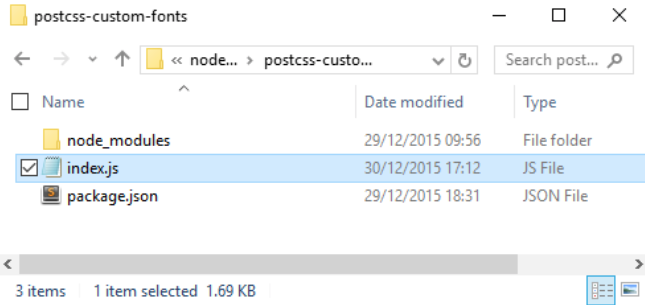 postcss-custom-fonts
« node... > postcss-custo...
Search post...
Name Date modified Type
node_modules 29/12/2015 09:56 File folder
index.js 30/12/2015 17:12 JS File
package.json 29/12/2015 18:31 JSON File
3 items 1 item selected 1.69 KB